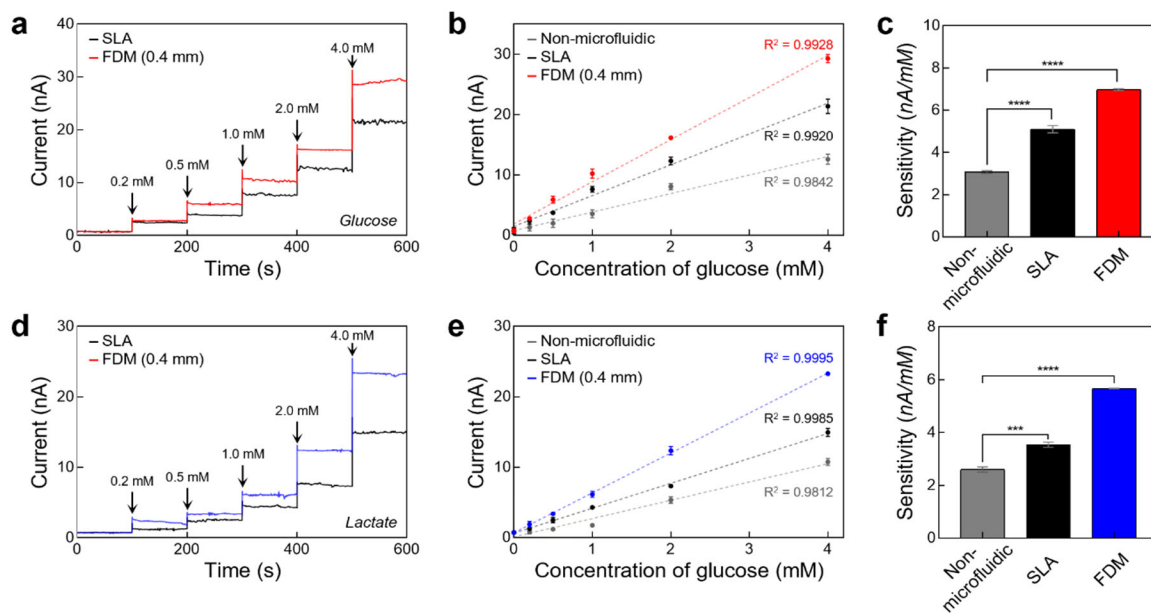 a
SLA
FDM (0.4 mm)
0.2 mM
0.5 mM
1.0 mM
2.0 mM
4.0 mM
Glucose
Current (nA)
0
10
20
30
40
0
200
400
600
Time (s)
b
Non-microfluidic
SLA
FDM (0.4 mm)
R² = 0.9928
R² = 0.9920
R² = 0.9842
Current (nA)
0
10
20
30
40
0
1
2
3
4
Concentration of glucose (mM)
c
****
****
Sensitivity (nA/mM)
0
2
4
6
8
10
Non-
microfluidic
SLA
FDM
d
SLA
FDM (0.4 mm)
0.2 mM
0.5 mM
1.0 mM
2.0 mM
4.0 mM
Lactate
Current (nA)
0
10
20
30
0
200
400
600
Time (s)
e
Non-microfluidic
SLA
FDM (0.4 mm)
R² = 0.9995
R² = 0.9985
R² = 0.9812
Current (nA)
0
10
20
30
0
1
2
3
4
Concentration of glucose (mM)
f
****
***
Sensitivity (nA/mM)
0
2
4
6
8
Non-
microfluidic
SLA
FDM